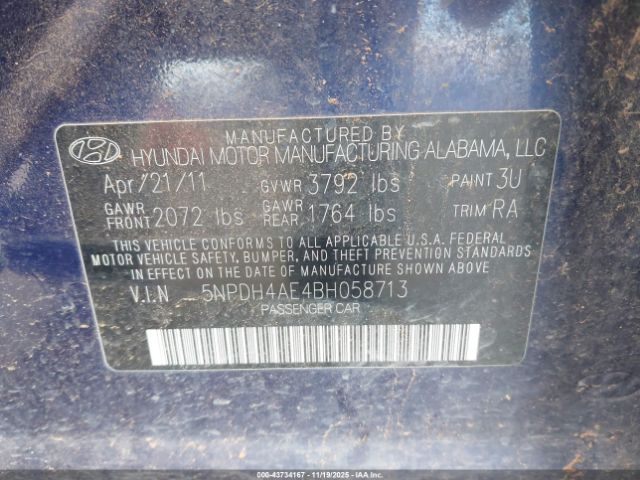 MANUFACTURED BY
HYUNDAI MOTOR MANUFACTURING ALABAMA, LLC
Apr/21/11 GVWR 3792 lbs PAINT 3U
GAWR FRONT 2072 lbs GAWR REAR 1764 lbs TRIM RA
THIS VEHICLE CONFORMS TO ALL APPLICABLE U.S.A. FEDERAL
MOTOR VEHICLE SAFETY, BUMPER, AND THEFT PREVENTION STANDARDS
IN EFFECT ON THE DATE OF MANUFACTURE SHOWN ABOVE.
V.I.N 5NPDH4AE4BH058713
PASSENGER CAR
000-43734167 - 11/19/2025 - IAAI.COM